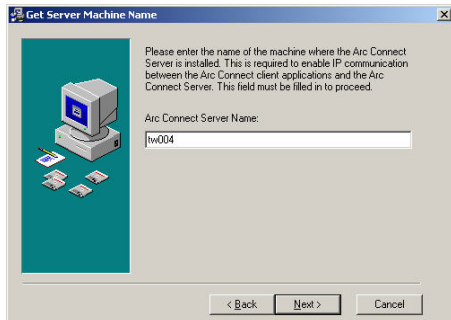 Get Server Machine Name
Please enter the name of the machine where the Arc Connect
Server is installed. This is required to enable IP communication
between the Arc Connect client applications and the Arc
Connect Server. This field must be filled in to proceed.
Arc Connect Server Name:
tw004
< Back Next > Cancel